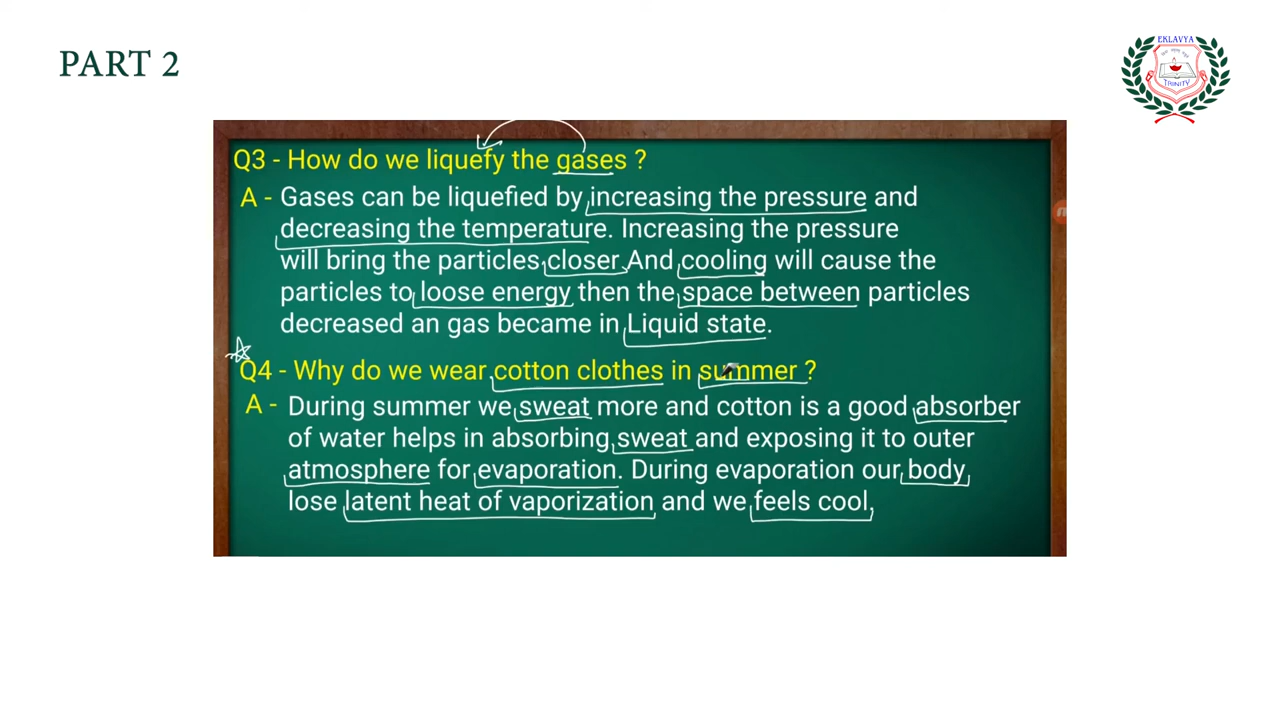 PART 2
EKLAVYA
TRINITY
Q3 - How do we liquefy the gases ?
A - Gases can be liquefied by increasing the pressure and
decreasing the temperature. Increasing the pressure
will bring the particles closer And cooling will cause the
particles to loose energy then the space between particles
decreased an gas became in Liquid state.
Q4 - Why do we wear cotton clothes in summer ?
A - During summer we sweat more and cotton is a good absorber
of water helps in absorbing sweat and exposing it to outer
atmosphere for evaporation. During evaporation our body
lose latent heat of vaporization and we feels cool.